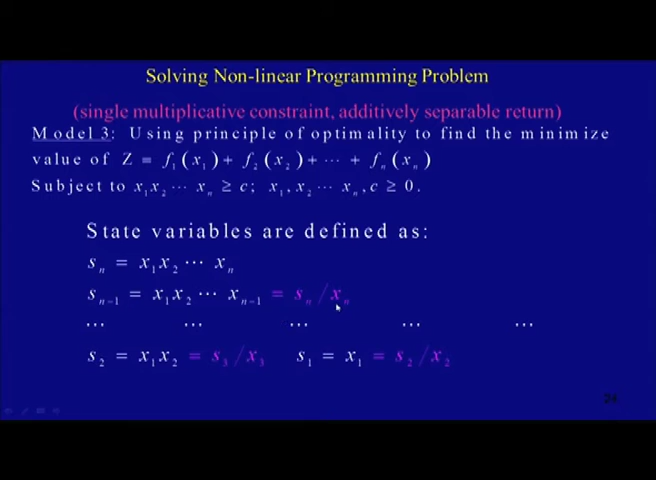 Solving Non-linear Programming Problem
(single multiplicative constraint, additively separable return)
Model 3: Using principle of optimality to find the minimize
value of Z = f₁(x₁) + f₂(x₂) + ⋯ + fₙ(xₙ)
Subject to x₁x₂ ⋯ xₙ ≥ c; x₁, x₂ ⋯ xₙ, c ≥ 0.
State variables are defined as:
sₙ = x₁x₂ ⋯ xₙ
sₙ₋₁ = x₁x₂ ⋯ xₙ₋₁ = sₙ/xₙ
⋯ ⋯ ⋯ ⋯ ⋯
s₂ = x₁x₂ = s₃/x₃ s₁ = x₁ = s₂/x₂
24